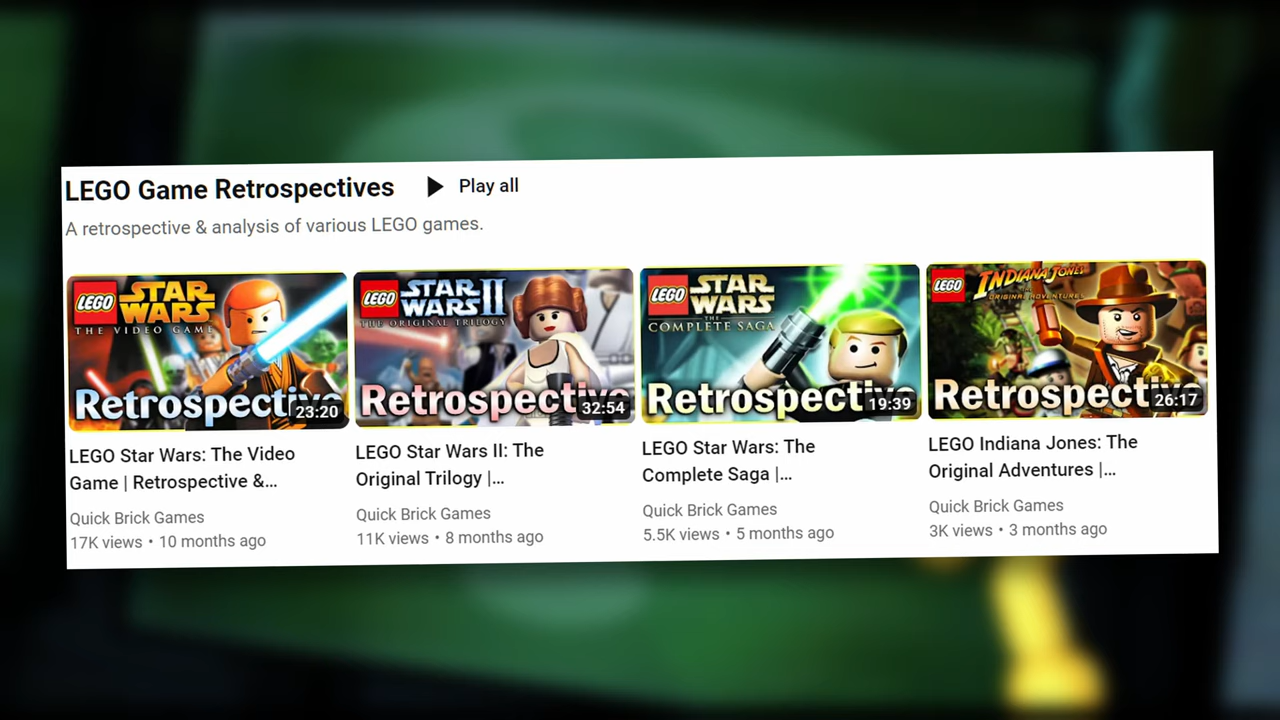 LEGO Game Retrospectives Play all
A retrospective & analysis of various LEGO games.
LEGO STAR WARS
THE VIDEO GAME
Retrospective
23:20
LEGO STAR WARS II
THE ORIGINAL TRILOGY
Retrospective
32:54
LEGO STAR WARS
THE COMPLETE SAGA
Retrospective
19:39
LEGO INDIANA JONES
ORIGINAL ADVENTURES
Retrospective
26:17
LEGO Star Wars: The Video
Game | Retrospective &...
Quick Brick Games
17K views • 10 months ago
LEGO Star Wars II: The
Original Trilogy |...
Quick Brick Games
11K views • 8 months ago
LEGO Star Wars: The
Complete Saga |...
Quick Brick Games
5.5K views • 5 months ago
LEGO Indiana Jones: The
Original Adventures |...
Quick Brick Games
3K views • 3 months ago